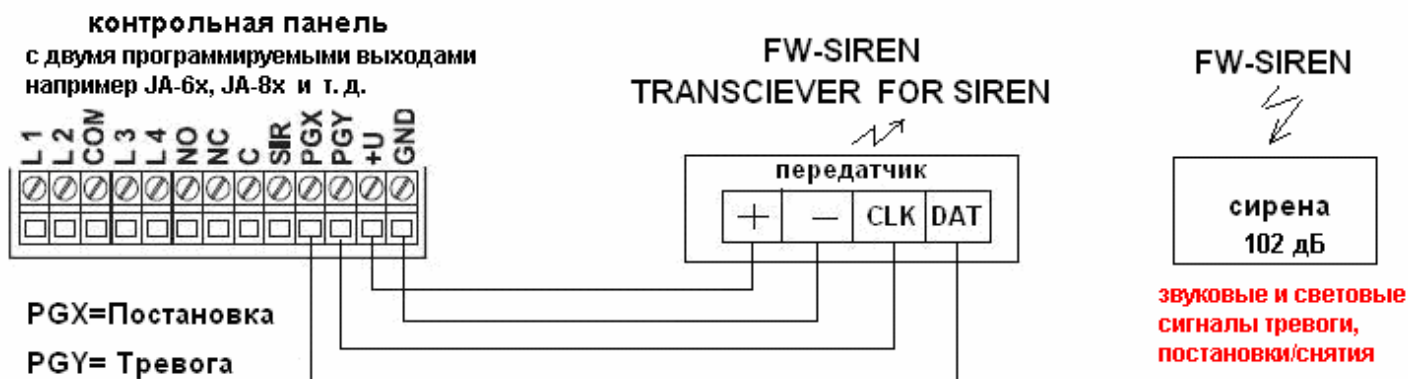 контрольная панель
с двумя программируемыми выходами
например JA-6x, JA-8x и т. д.
L 1
L 2
COM
L 3
L 4
NO
NC
C
SIR
PGX
PGY
+U
GND
PGX=Постановка
PGY= Тревога
FW-SIREN
TRANSCIEVER FOR SIREN
передатчик
+ — CLK DAT
FW-SIREN
сирена
102 дБ
звуковые и световые
сигналы тревоги,
постановки/снятия